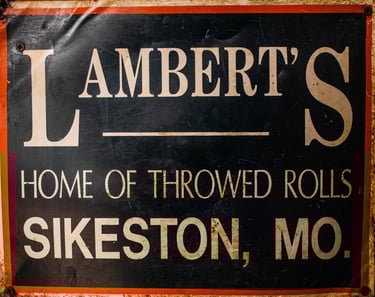 LAMBERT'S
HOME OF THROWED ROLLS
SIKESTON, MO.